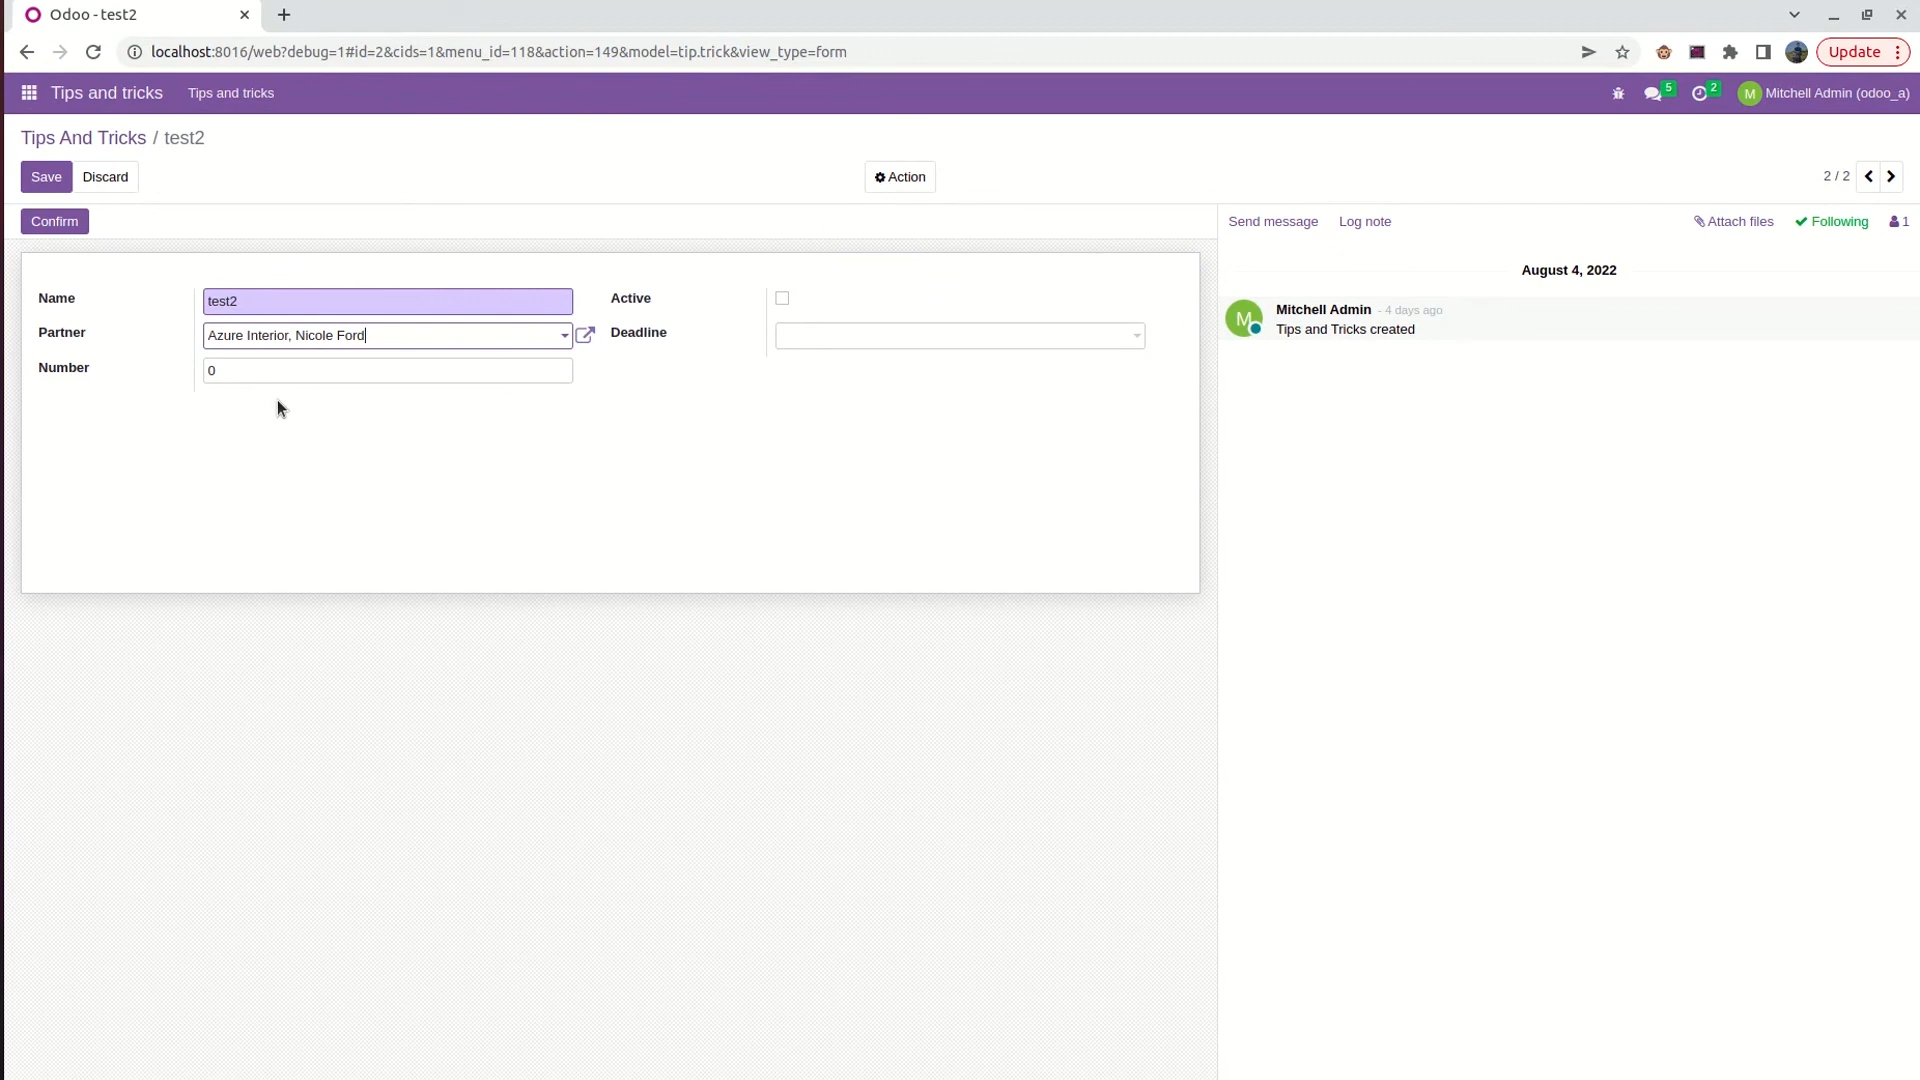 Odoo - test2
localhost:8016/web?debug=1#id=2&cids=1&menu_id=118&action=149&model=tip.trick&view_type=form
Update
Tips and tricks Tips and tricks
5 2 M Mitchell Admin (odoo_a)
Tips And Tricks / test2
Save Discard Action 2 / 2
Confirm Send message Log note Attach files Following 1
August 4, 2022
Name test2 Active
M Mitchell Admin - 4 days ago
Tips and Tricks created
Partner Azure Interior, Nicole Ford Deadline
Number 0